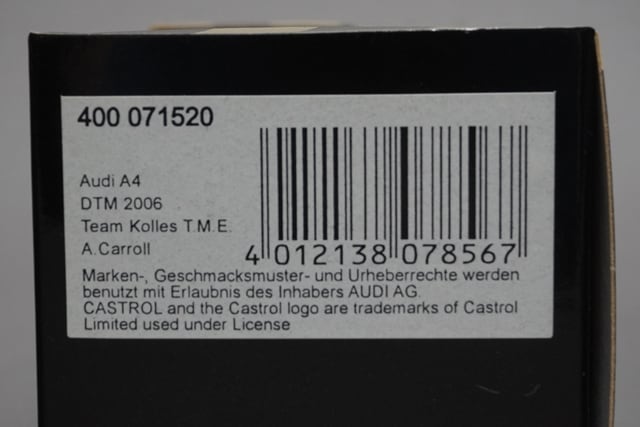 400 071520
Audi A4
DTM 2006
Team Kolles T.M.E.
A.Carroll
4 012138 078567
Marken-, Geschmacksmuster- und Urheberrechte werden
benutzt mit Erlaubnis des Inhabers AUDI AG.
CASTROL and the Castrol logo are trademarks of Castrol
Limited used under License